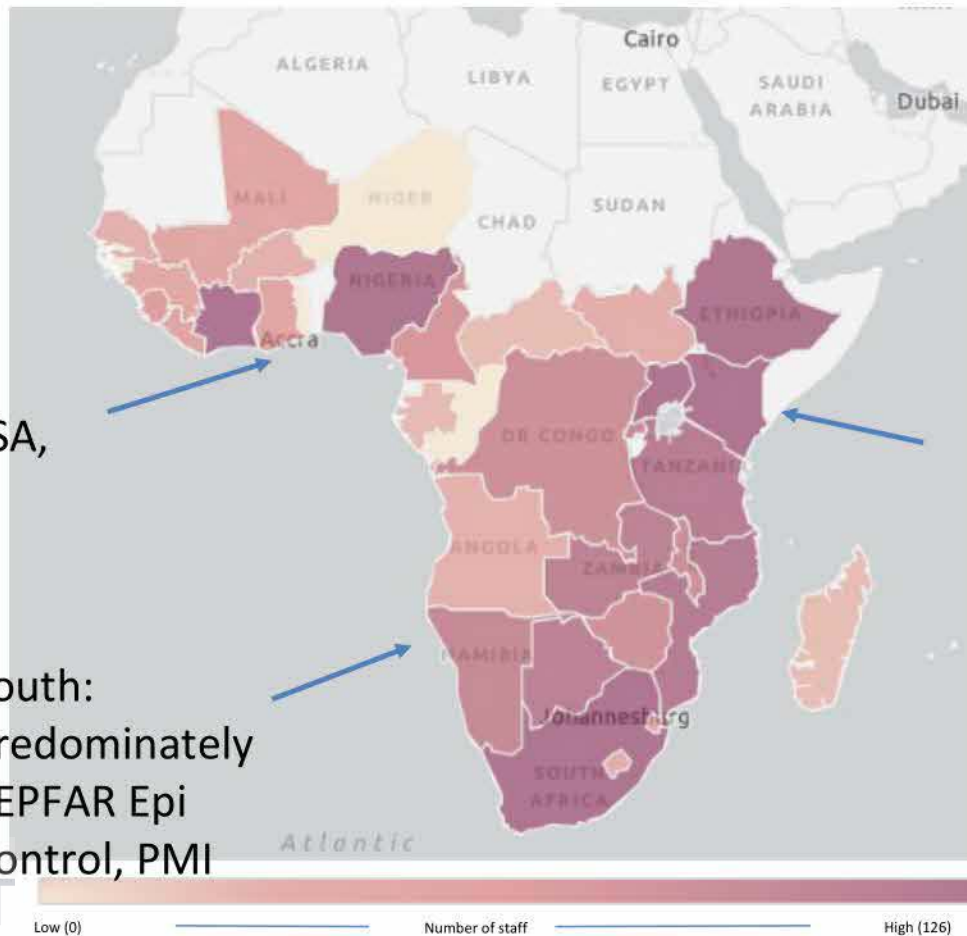 Cairo
ALGERIA
LIBYA
EGYPT
SAUDI
ARABIA
Dubai
MALI
NIGER
CHAD
SUDAN
NIGERIA
ETHIOPIA
Accra
SA,
DE CONGO
TANZANIA
ANGOLA
ZAMBIA
NAMIBIA
outh:
redominately
Johannesburg
EPFAR Epi
SOUTH
AFRICA
ontrol, PMI
Atlantic
Low (0)
Number of staff
High (126)